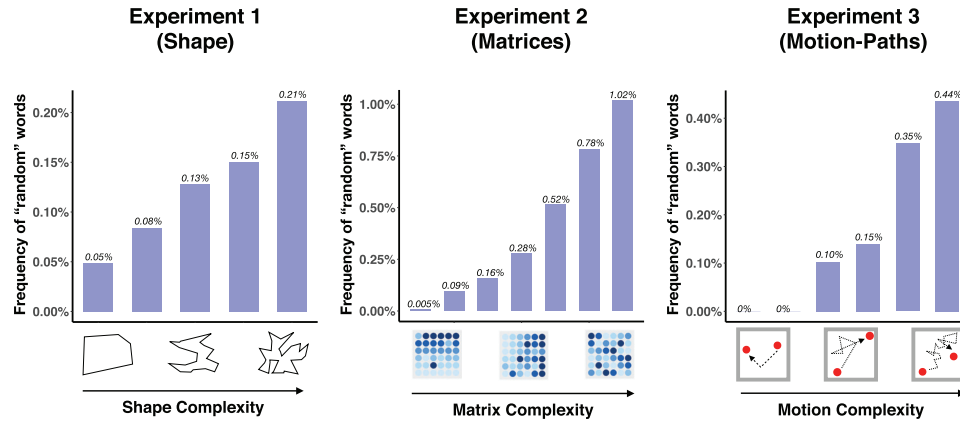 Experiment 1
(Shape)
Frequency of “random” words
0.20%
0.15%
0.10%
0.05%
0.00%
0.05%
0.08%
0.13%
0.15%
0.21%
Shape Complexity
Experiment 2
(Matrices)
Frequency of “random” words
1.00%
0.75%
0.50%
0.25%
0.00%
0.005%
0.09%
0.16%
0.28%
0.52%
0.78%
1.02%
Matrix Complexity
Experiment 3
(Motion-Paths)
Frequency of “random” words
0.40%
0.30%
0.20%
0.10%
0.00%
0%
0%
0.10%
0.15%
0.35%
0.44%
Motion Complexity